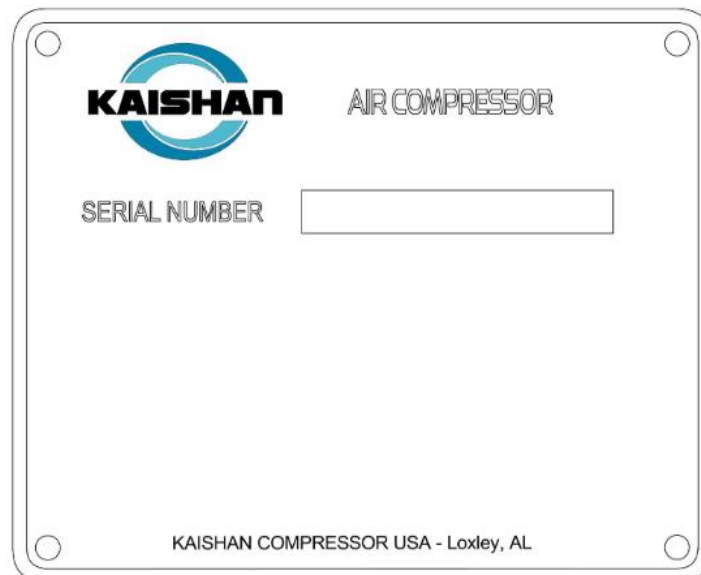 KAISHAN AIR COMPRESSOR
SERIAL NUMBER
KAISHAN COMPRESSOR USA - Loxley, AL